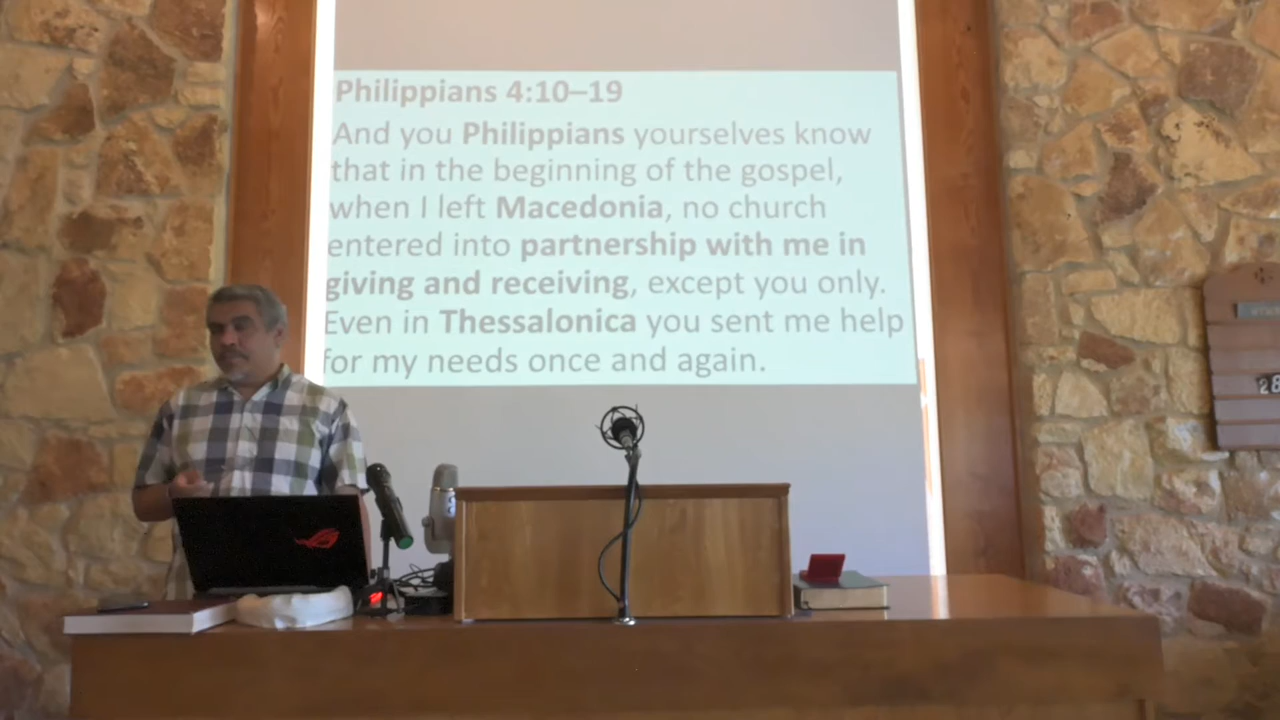 Philippians 4:10–19
And you Philippians yourselves know
that in the beginning of the gospel,
when I left Macedonia, no church
entered into partnership with me in
giving and receiving, except you only.
Even in Thessalonica you sent me help
for my needs once and again.
28